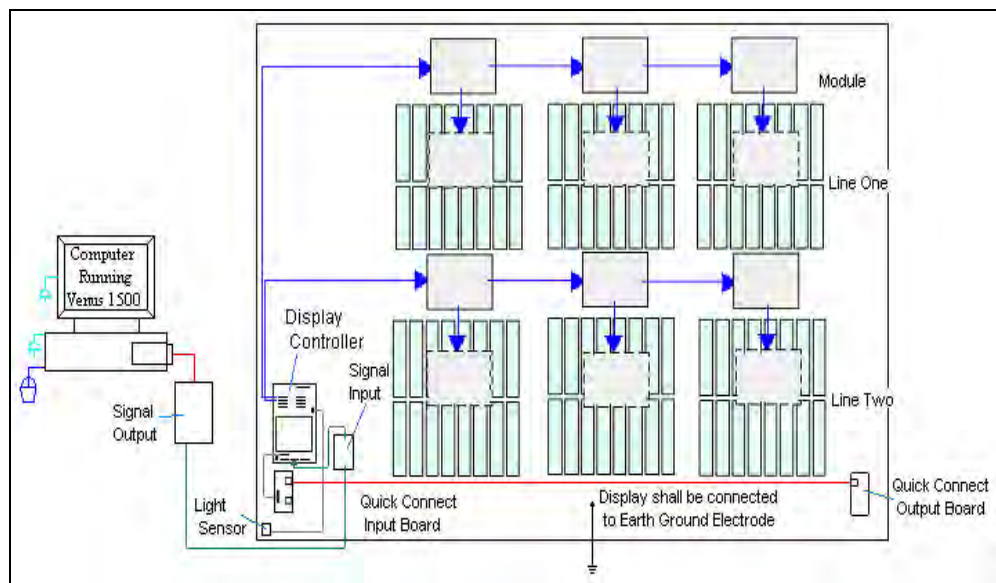 Module
Line One
Computer
Running
Venus 1500
Display
Controller
Signal
Input
Signal
Output
Line Two
Light
Sensor
Quick Connect
Input Board
Display shall be connected
to Earth Ground Electrode
Quick Connect
Output Board